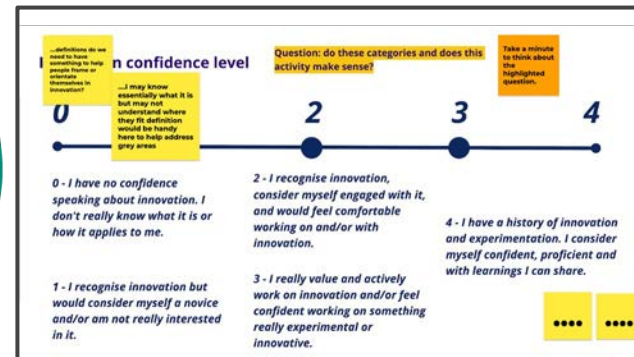 ...definitions do we
need to have
something to help
people frame or
orientate
themselves in
innovation?
n confidence level
Question: do these categories and does this
activity make sense?
Take a minute
to think about
the
highlighted
question.
...I may know
essentially what it is
but may not
understand where
they fit definition
would be handy
here to help address
grey areas
0
2
3
4
0 - I have no confidence
speaking about innovation. I
don't really know what it is or
how it applies to me.
1 - I recognise innovation but
would consider myself a novice
and/or am not really interested
in it.
2 - I recognise innovation,
consider myself engaged with it,
and would feel comfortable
working on and/or with
innovation.
3 - I really value and actively
work on innovation and/or feel
confident working on something
really experimental or
innovative.
4 - I have a history of innovation
and experimentation. I consider
myself confident, proficient and
with learnings I can share.
....
....